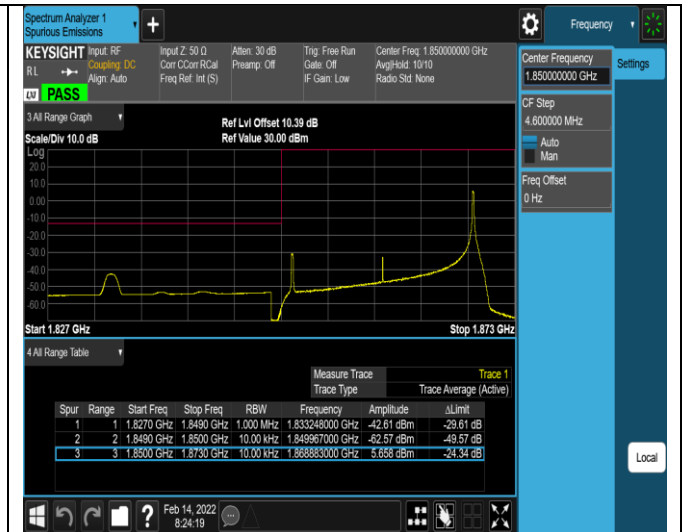 Spectrum Analyzer 1
Spurious Emissions
+
Frequency
KEYSIGHT
R L
LXI
PASS
Input: RF
Coupling: DC
Align: Auto
Input Z: 50 Ω
Corr CCorr RCal
Freq Ref: Int (S)
Atten: 30 dB
Preamp: Off
Trig: Free Run
Gate: Off
IF Gain: Low
Center Freq: 1.850000000 GHz
Avg|Hold: 10/10
Radio Std: None
Center Frequency
1.850000000 GHz
Settings
CF Step
4.600000 MHz
Auto
Man
Freq Offset
0 Hz
3 All Range Graph
Scale/Div 10.0 dB
Ref Lvl Offset 10.39 dB
Ref Value 30.00 dBm
Log
20.0
10.0
0.00
-10.0
-20.0
-30.0
-40.0
-50.0
-60.0
Start 1.827 GHz
Stop 1.873 GHz
4 All Range Table
Measure Trace Trace 1
Trace Type Trace Average (Active)
Spur Range Start Freq Stop Freq RBW Frequency Amplitude ΔLimit
1 1 1.8270 GHz 1.8490 GHz 1.000 MHz 1.833248000 GHz -42.61 dBm -29.61 dB
2 2 1.8490 GHz 1.8500 GHz 10.00 kHz 1.849967000 GHz -62.57 dBm -49.57 dB
3 3 1.8500 GHz 1.8730 GHz 10.00 kHz 1.868883000 GHz 5.658 dBm -24.34 dB
Local
?
Feb 14, 2022
8:24:19